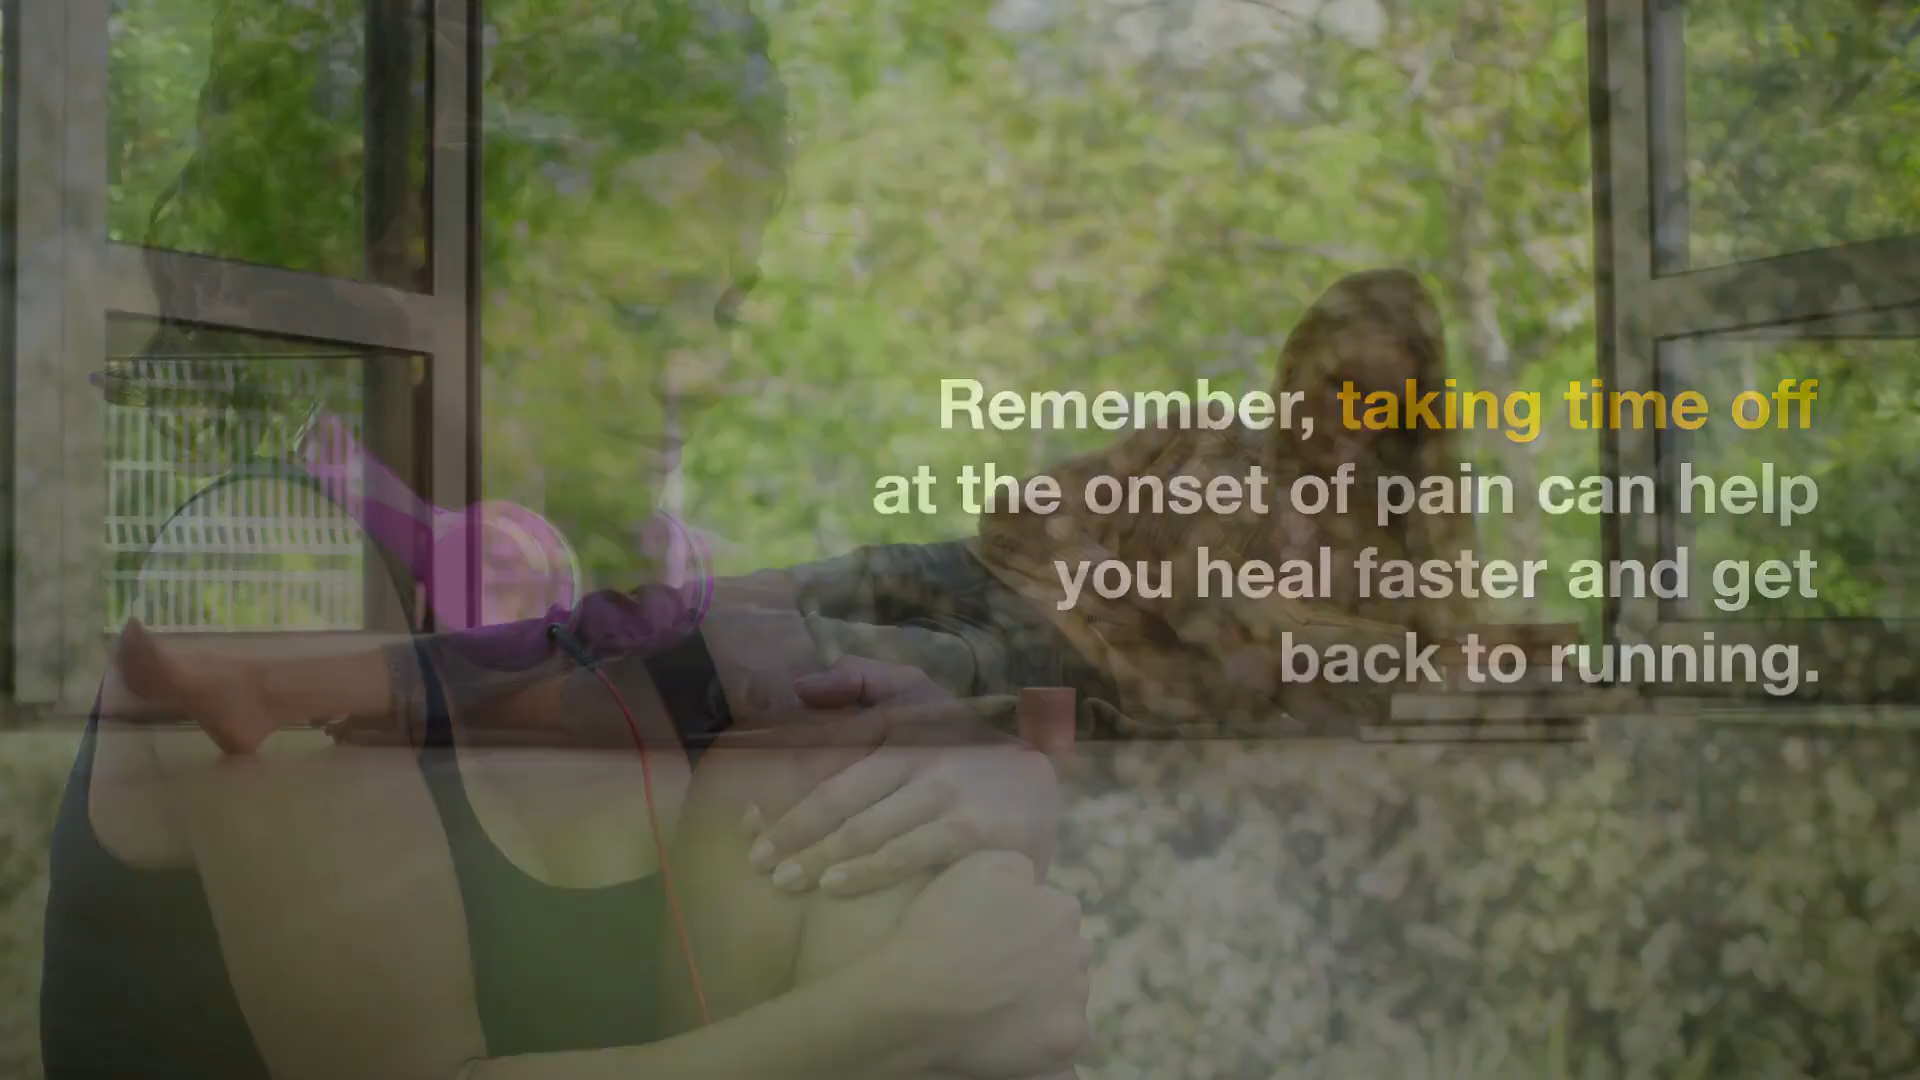 Remember, taking time off
at the onset of pain can help
you heal faster and get
back to running.